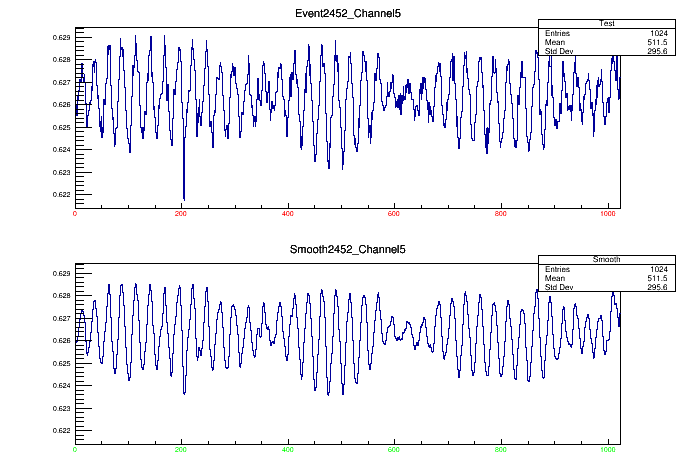 Event2452_Channel5
Test
Entries 1024
Mean 511.5
Std Dev 295.6
0.629
0.628
0.627
0.626
0.625
0.624
0.623
0.622
0 200 400 600 800 1000
Smooth2452_Channel5
Smooth
Entries 1024
Mean 511.5
Std Dev 295.6
0.629
0.628
0.627
0.626
0.625
0.624
0.623
0.622
0 200 400 600 800 1000